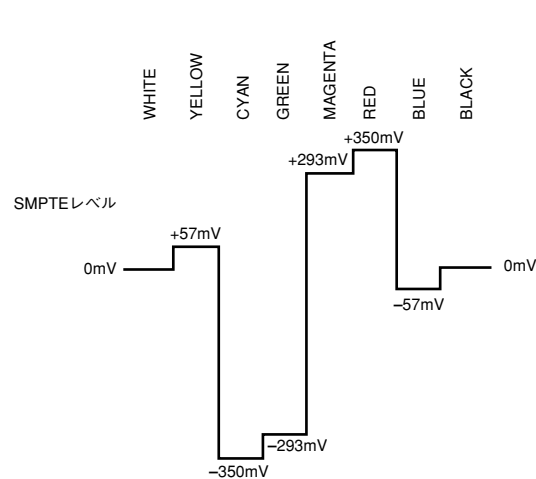 WHITE
YELLOW
CYAN
GREEN
MAGENTA
RED
BLUE
BLACK
+350mV
+293mV
SMPTEレベル
+57mV
0mV
0mV
–57mV
–293mV
–350mV